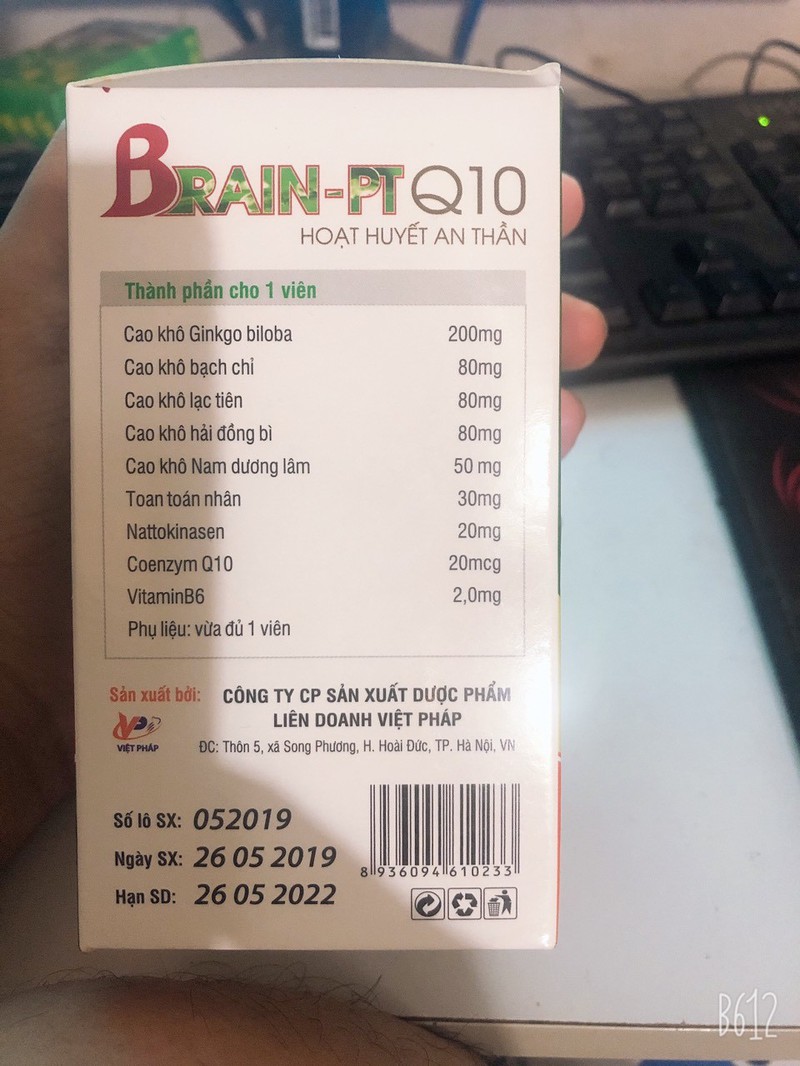 BRAIN-PT Q10
HOẠT HUYẾT AN THẦN
Thành phần cho 1 viên
Cao khô Ginkgo biloba 200mg
Cao khô bạch chỉ 80mg
Cao khô lạc tiên 80mg
Cao khô hải đồng bì 80mg
Cao khô Nam dương lâm 50 mg
Toan toán nhân 30mg
Nattokinasen 20mg
Coenzym Q10 20mcg
VitaminB6 2,0mg
Phụ liệu: vừa đủ 1 viên
Sản xuất bởi: CÔNG TY CP SẢN XUẤT DƯỢC PHẨM
LIÊN DOANH VIỆT PHÁP
VIỆT PHÁP
ĐC: Thôn 5, xã Song Phương, H. Hoài Đức, TP. Hà Nội, VN
Số lô SX: 052019
Ngày SX: 26 05 2019
Hạn SD: 26 05 2022
8 936094 610233
B612